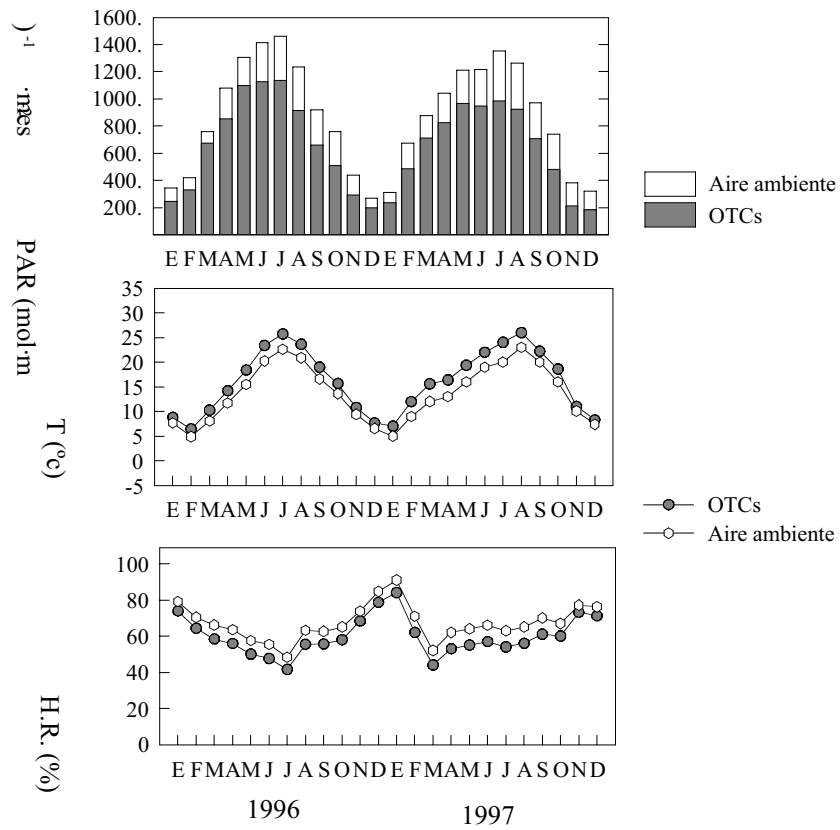 PAR (mol·m
·mes
)-1
1600.
1400.
1200.
1000.
800.
600.
400.
200.
E F M A M J J A S O N D E F M A M J J A S O N D
Aire ambiente
OTCs
T (ºc)
35
30
25
20
15
10
5
0
-5
E F M A M J J A S O N D E F M A M J J A S O N D
OTCs
Aire ambiente
H.R. (%)
100
80
60
40
20
0
E F M A M J J A S O N D E F M A M J J A S O N D
1996 1997